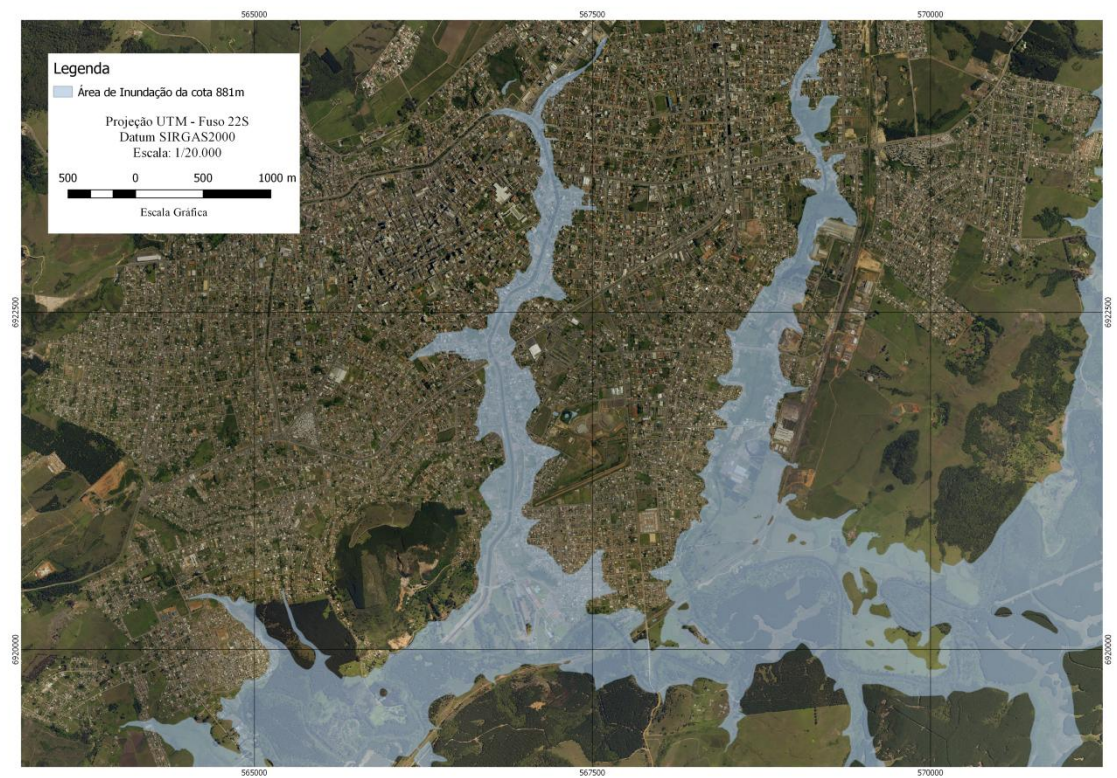 565000
567500
570000
Legenda
Área de Inundação da cota 881m
Projeção UTM - Fuso 22S
Datum SIRGAS2000
Escala: 1/20.000
500 0 500 1000 m
Escala Gráfica
6922500
6922500
6920000
6920000
565000
567500
570000